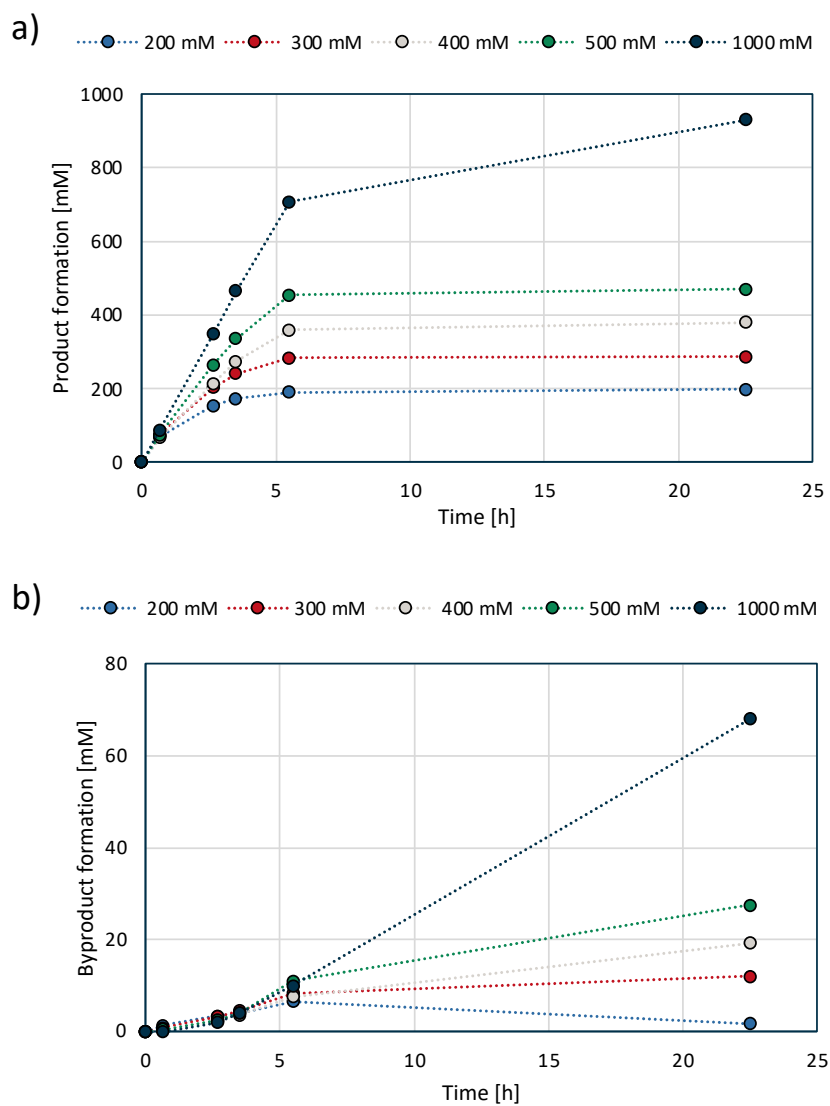 a)
200 mM 300 mM 400 mM 500 mM 1000 mM
1000
800
600
400
200
0
Product formation [mM]
0 5 10 15 20 25
Time [h]
b)
200 mM 300 mM 400 mM 500 mM 1000 mM
80
60
40
20
0
Byproduct formation [mM]
0 5 10 15 20 25
Time [h]